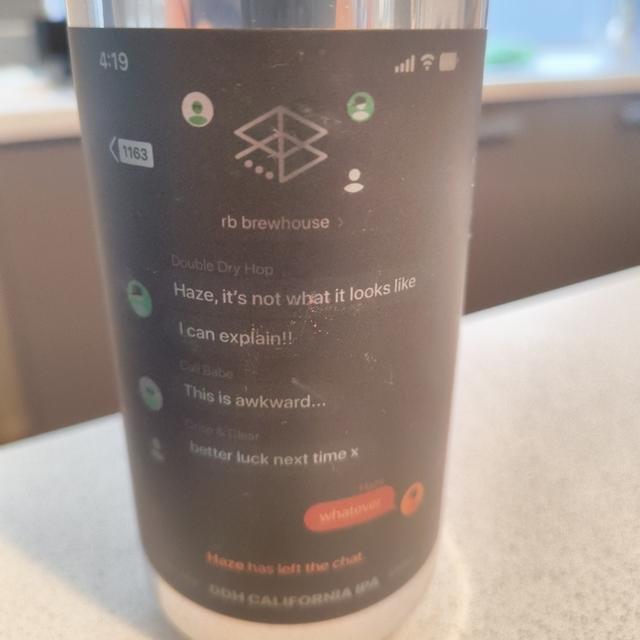 4:19
1163
rb brewhouse
Double Dry Hop
Haze, it's not what it looks like
I can explain!!
Cali Babe
This is awkward...
Crisp & Clear
better luck next time x
Haze
whatever
Haze has left the chat
DDH CALIFORNIA IPA